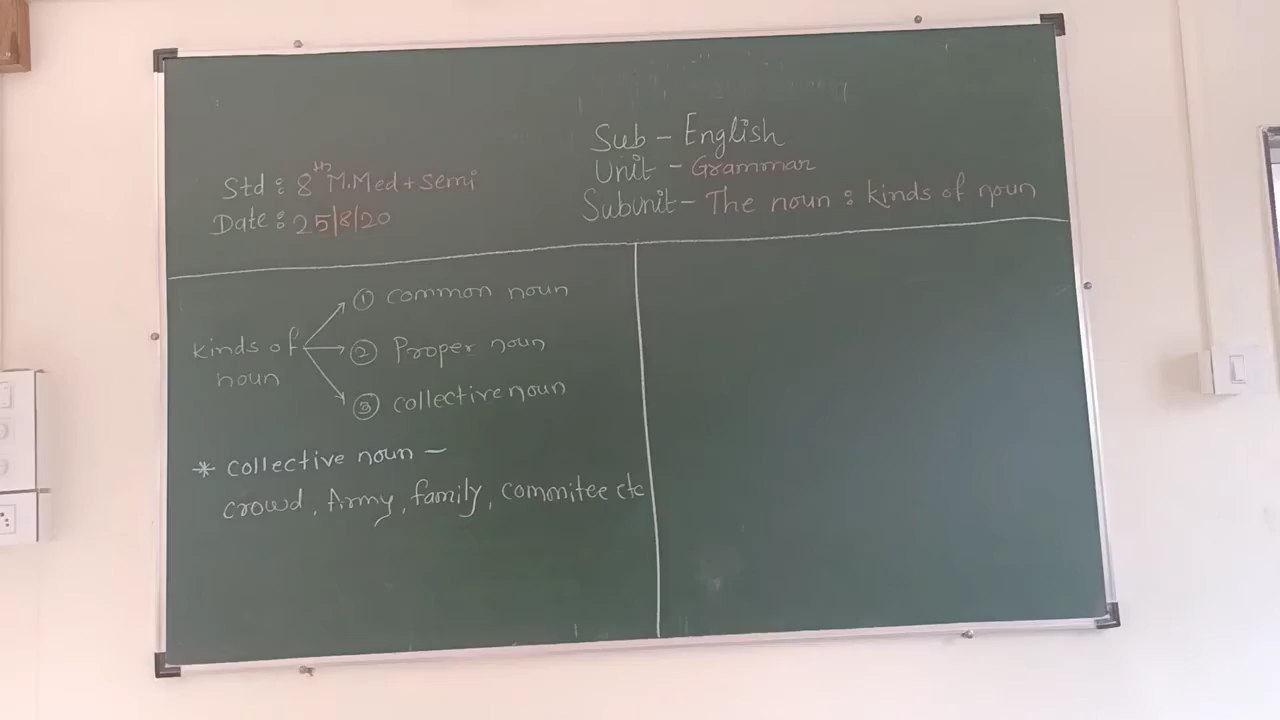 Sub - English
Unit - Grammar
Subunit - The noun : kinds of noun
Std : 8th M.Med + Semi
Date : 25/8/20
kinds of noun
① common noun
② Proper noun
③ collective noun
* collective noun -
crowd, Army, family, commitee etc